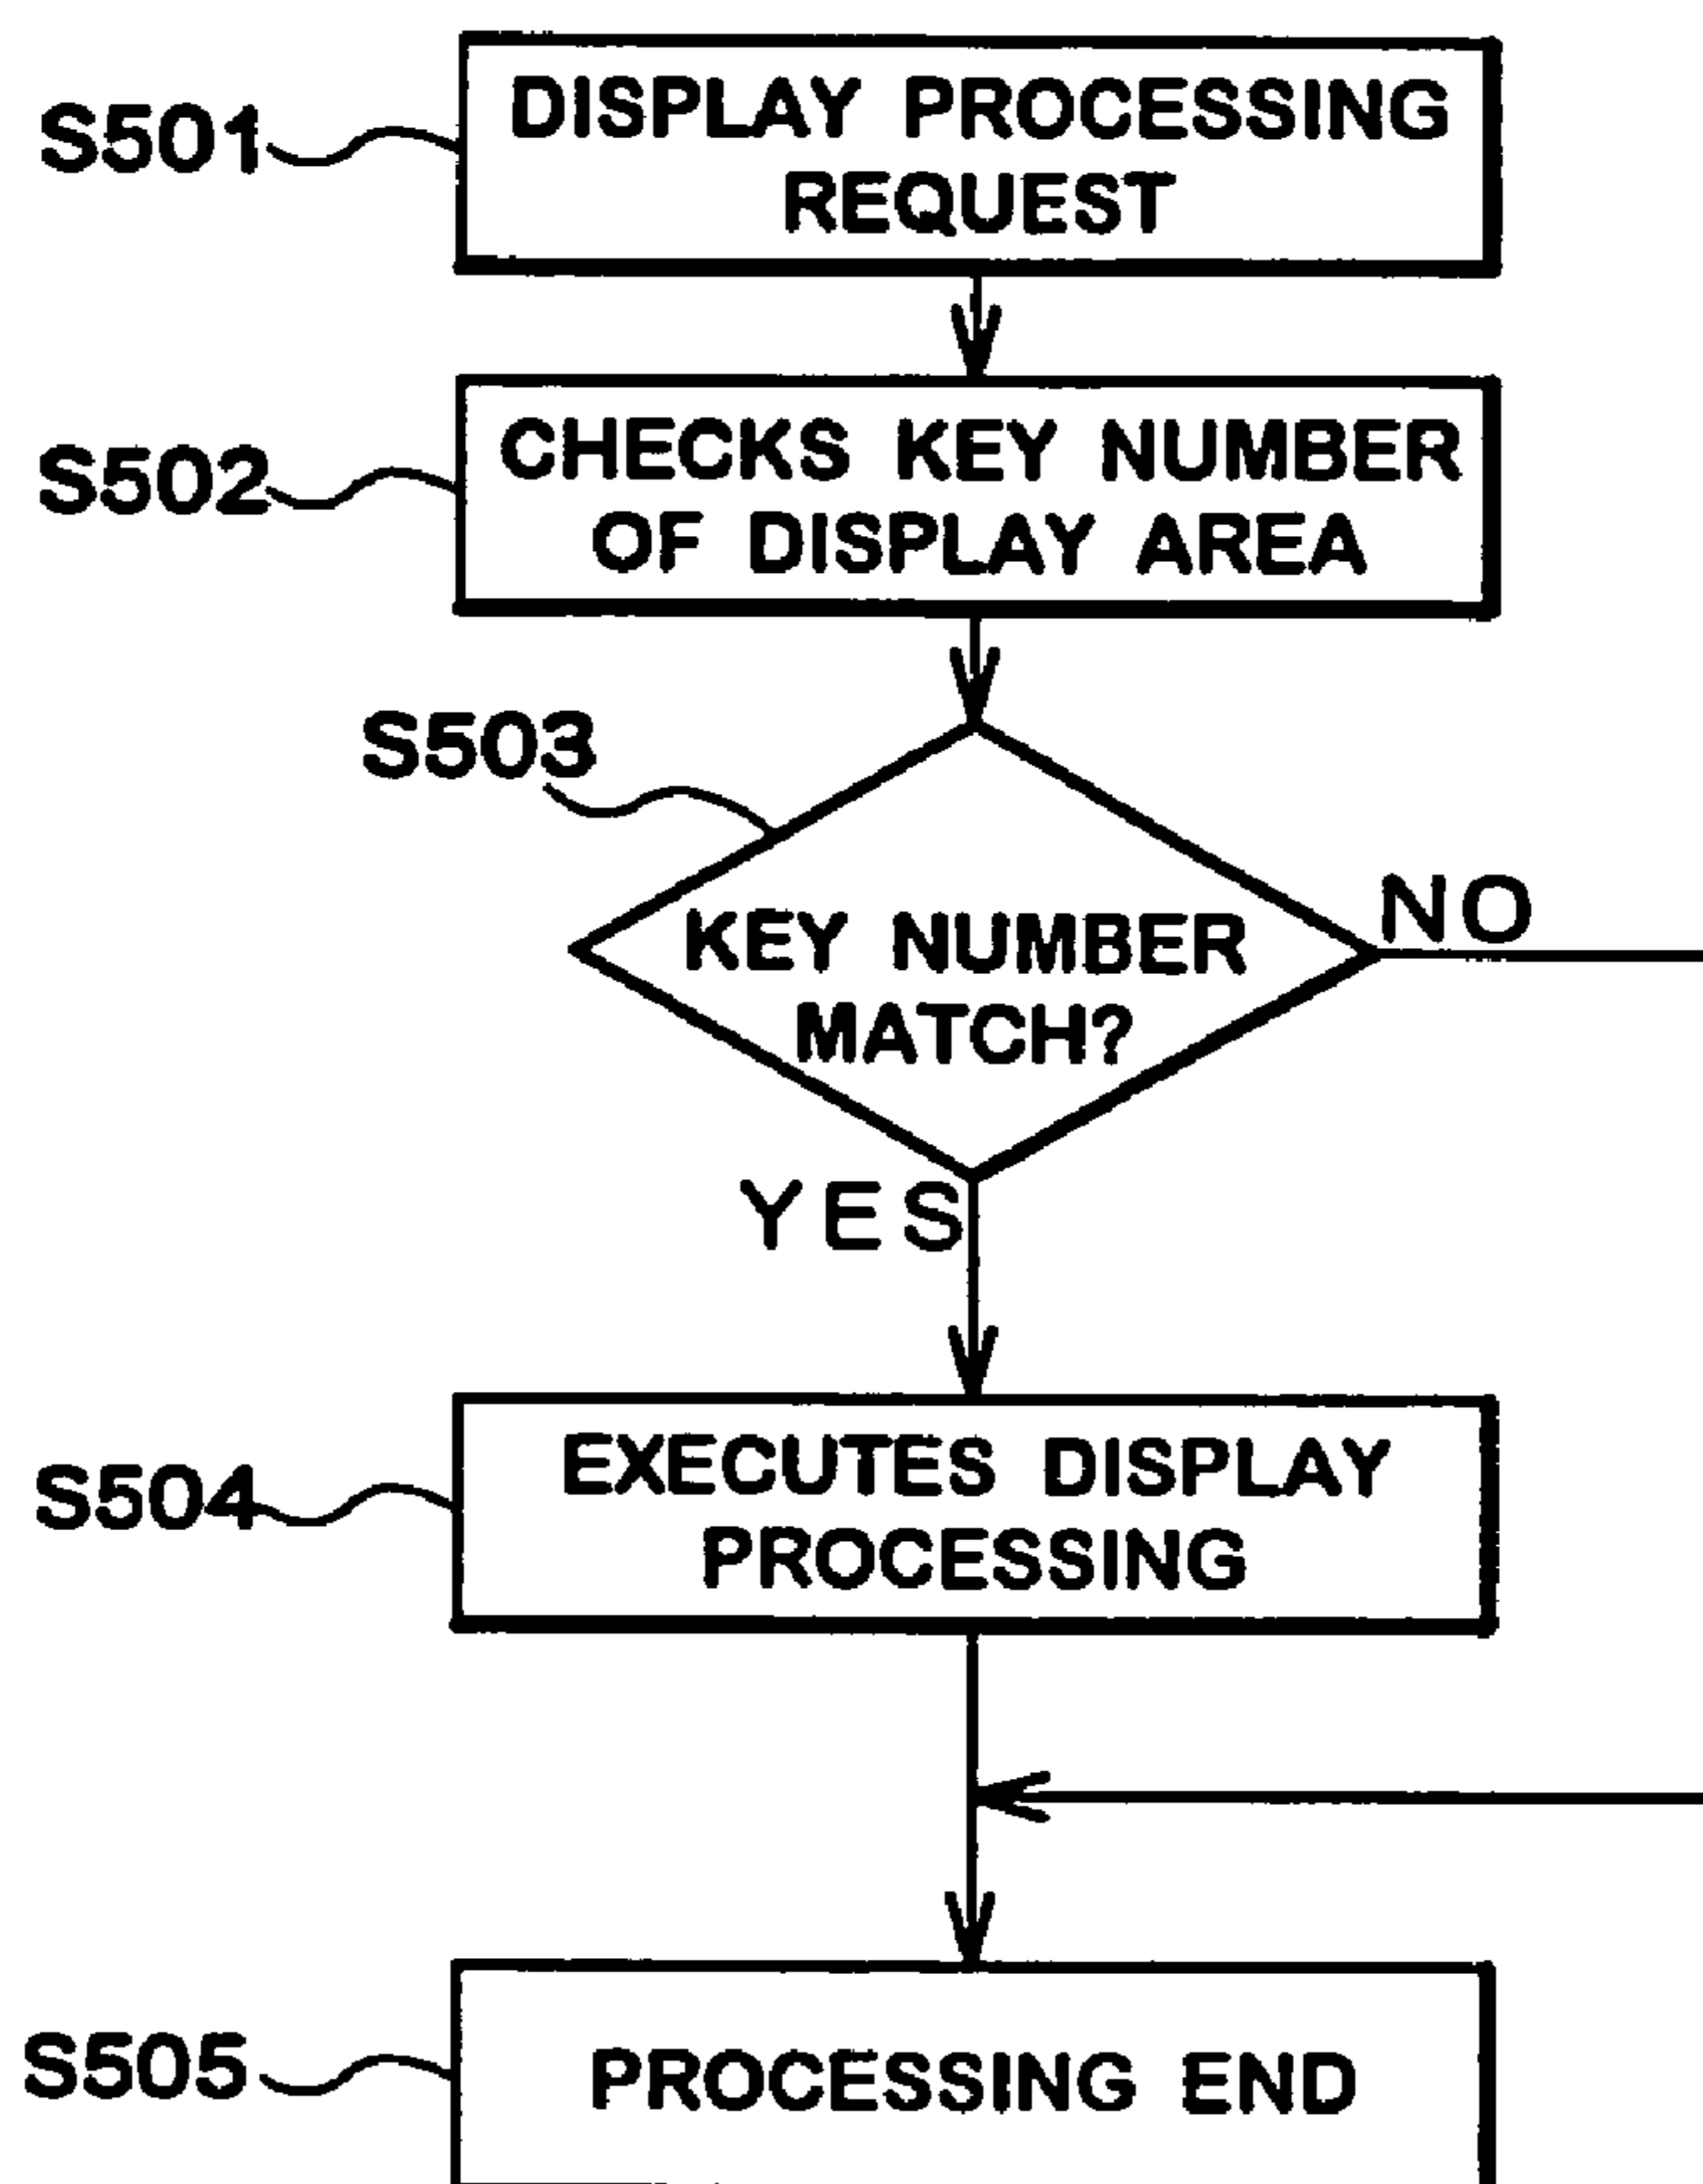 S501
DISPLAY PROCESSING
REQUEST
S502
CHECKS KEY NUMBER
OF DISPLAY AREA
S503
KEY NUMBER
MATCH?
NO
YES
S504
EXECUTES DISPLAY
PROCESSING
S505
PROCESSING END